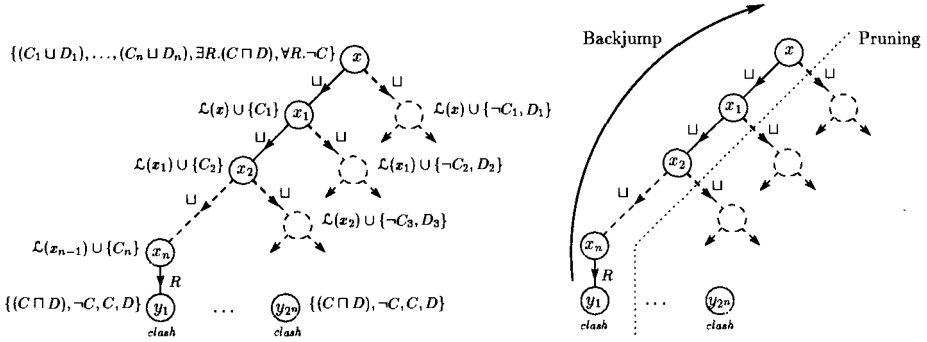 {(C₁ ⊔ D₁), …, (Cₙ ⊔ Dₙ), ∃R.(C ⊓ D), ∀R.¬C} x
⊔ ⊔
L(x) ∪ {C₁} x₁ L(x) ∪ {¬C₁, D₁}
⊔ ⊔
L(x₁) ∪ {C₂} x₂ L(x₁) ∪ {¬C₂, D₂}
⊔ ⊔
L(x₂) ∪ {¬C₃, D₃}
L(xₙ₋₁) ∪ {Cₙ} xₙ
R
{(C ⊓ D), ¬C, C, D} y₁ … y₂ₙ {(C ⊓ D), ¬C, C, D}
clash clash
Backjump Pruning
x
⊔ ⊔
x₁
⊔ ⊔
x₂
⊔ ⊔
xₙ
R
y₁ … y₂ₙ
clash clash